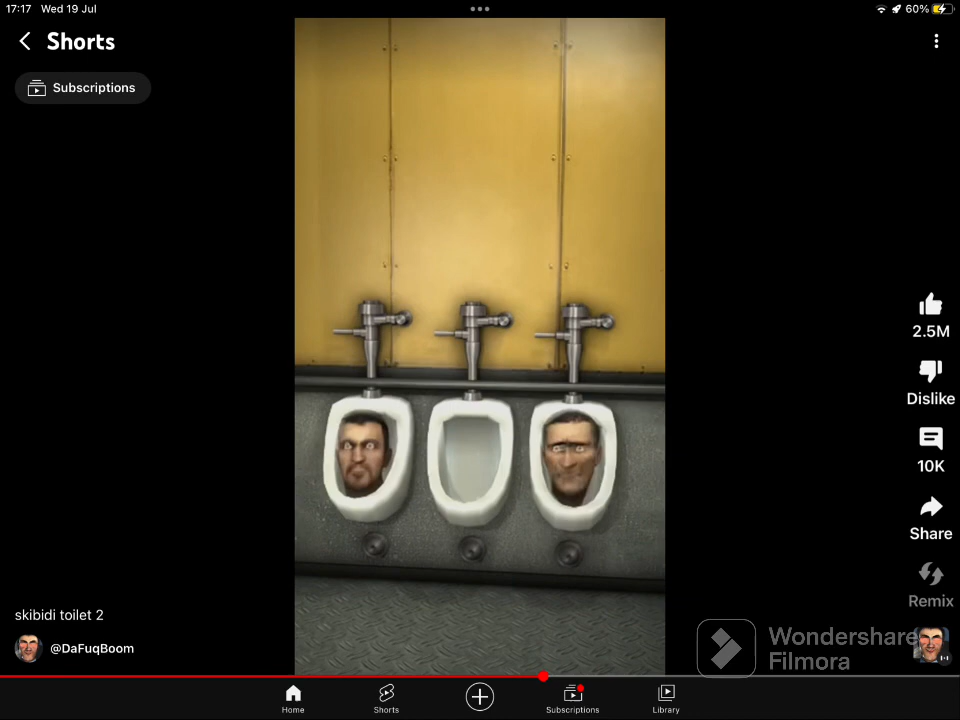 17:17 Wed 19 Jul
60%
Shorts
Subscriptions
2.5M
Dislike
10K
Share
Remix
skibidi toilet 2
@DaFuqBoom
Wondershare
Filmora
Home
Shorts
Subscriptions
Library